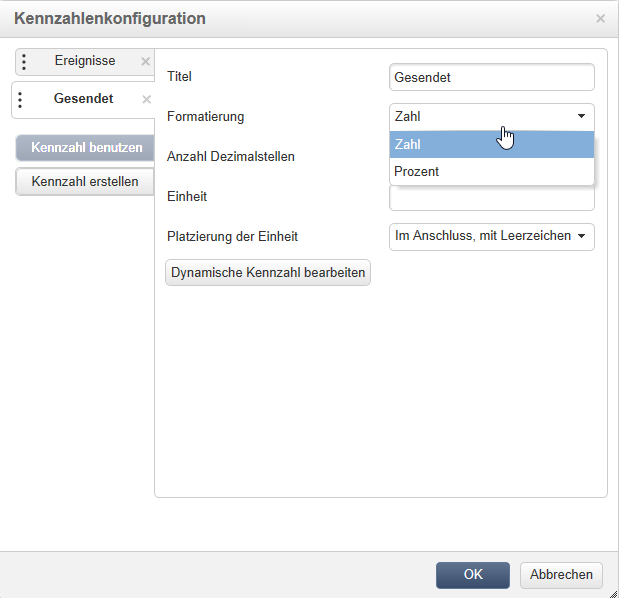 Kennzahlenkonfiguration
Ereignisse
Gesendet
Kennzahl benutzen
Kennzahl erstellen
Titel
Gesendet
Formatierung
Zahl
Zahl
Prozent
Anzahl Dezimalstellen
Einheit
Platzierung der Einheit
Im Anschluss, mit Leerzeichen
Dynamische Kennzahl bearbeiten
OK
Abbrechen